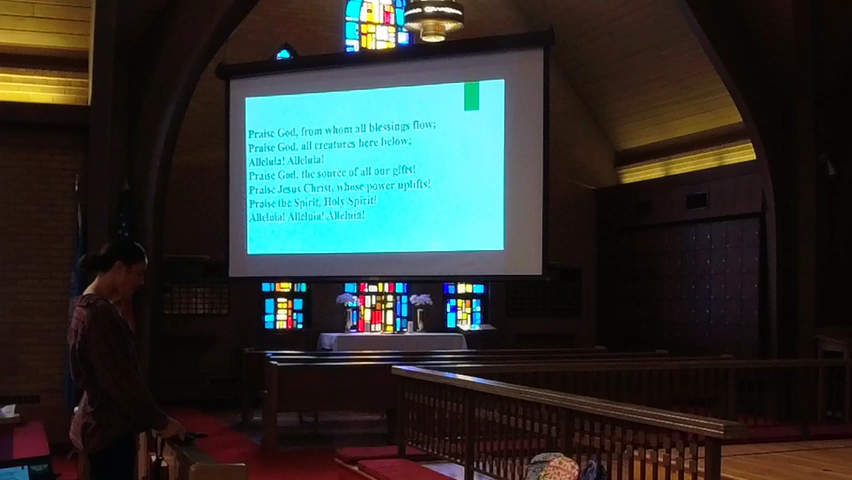 Praise God, from whom all blessings flow;
Praise God, all creatures here below;
Alleluia! Alleluia!
Praise God, the source of all our gifts!
Praise Jesus Christ, whose power uplifts!
Praise the Spirit, Holy Spirit!
Alleluia! Alleluia! Alleluia!